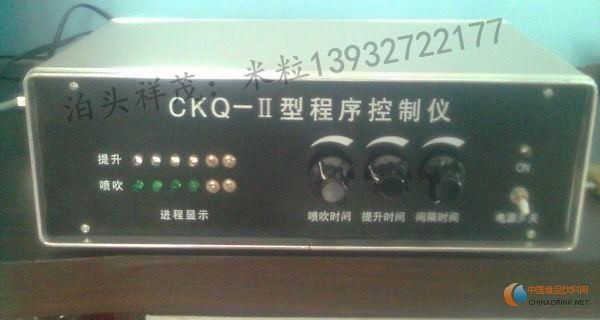 泊头祥茂：米粒13932722177
CKQ-Ⅱ型程序控制仪
提升
喷吹
进程显示
喷吹时间 提升时间 间隔时间
ON
电源开关
中国食品饮料网
CHINADRINK.NET